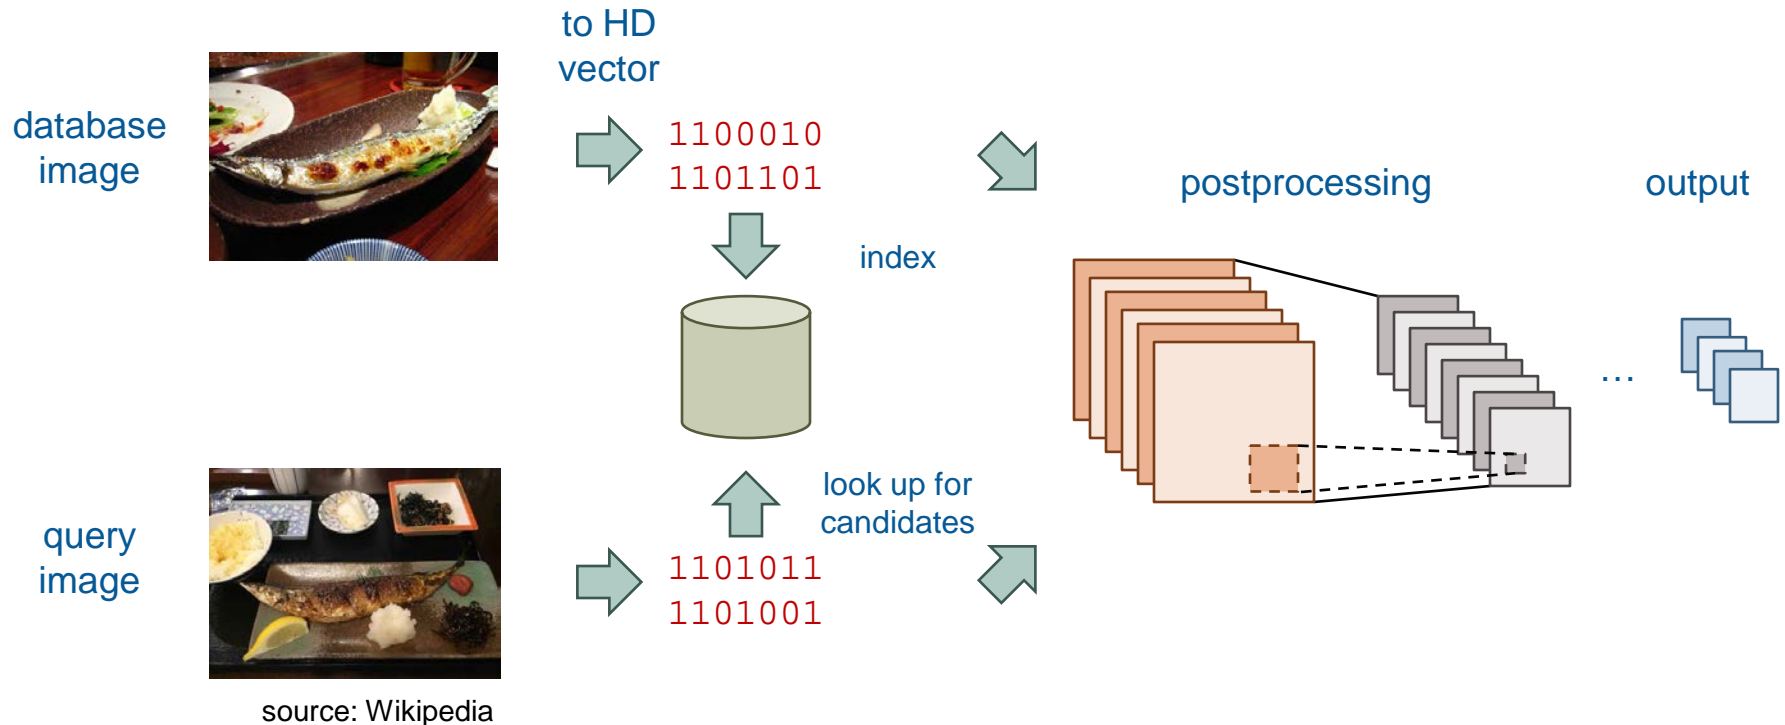 to HD
vector
database
image
1100010
1101101
postprocessing
output
index
look up for
candidates
…
query
image
1101011
1101001
source: Wikipedia